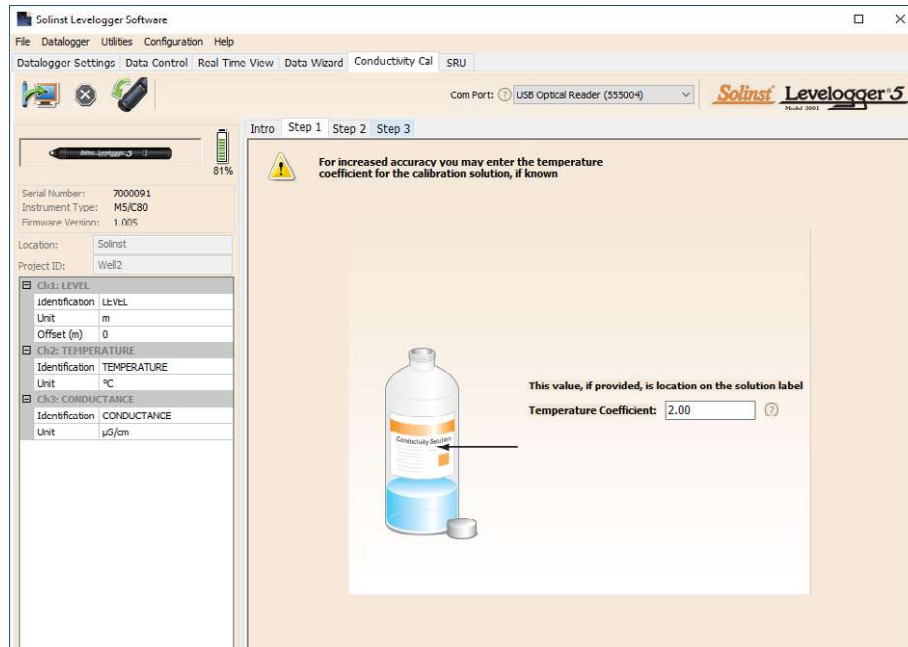 Solinst Levelogger Software
File Datalogger Utilities Configuration Help
Datalogger Settings Data Control Real Time View Data Wizard Conductivity Cal SRU
Com Port: ? USB Optical Reader (555004) Solinst Levelogger 5
Model 3001
Intro Step 1 Step 2 Step 3
81%
For increased accuracy you may enter the temperature
coefficient for the calibration solution, if known
Serial Number: 7000091
Instrument Type: M5/C80
Firmware Version: 1.005
Location: Solinst
Project ID: Well2
Ch1: LEVEL
Identification LEVEL
Unit m
Offset (m) 0
Ch2: TEMPERATURE
Identification TEMPERATURE
Unit °C
Ch3: CONDUCTANCE
Identification CONDUCTANCE
Unit µS/cm
Conductivity Solution
This value, if provided, is location on the solution label
Temperature Coefficient: 2.00 ?